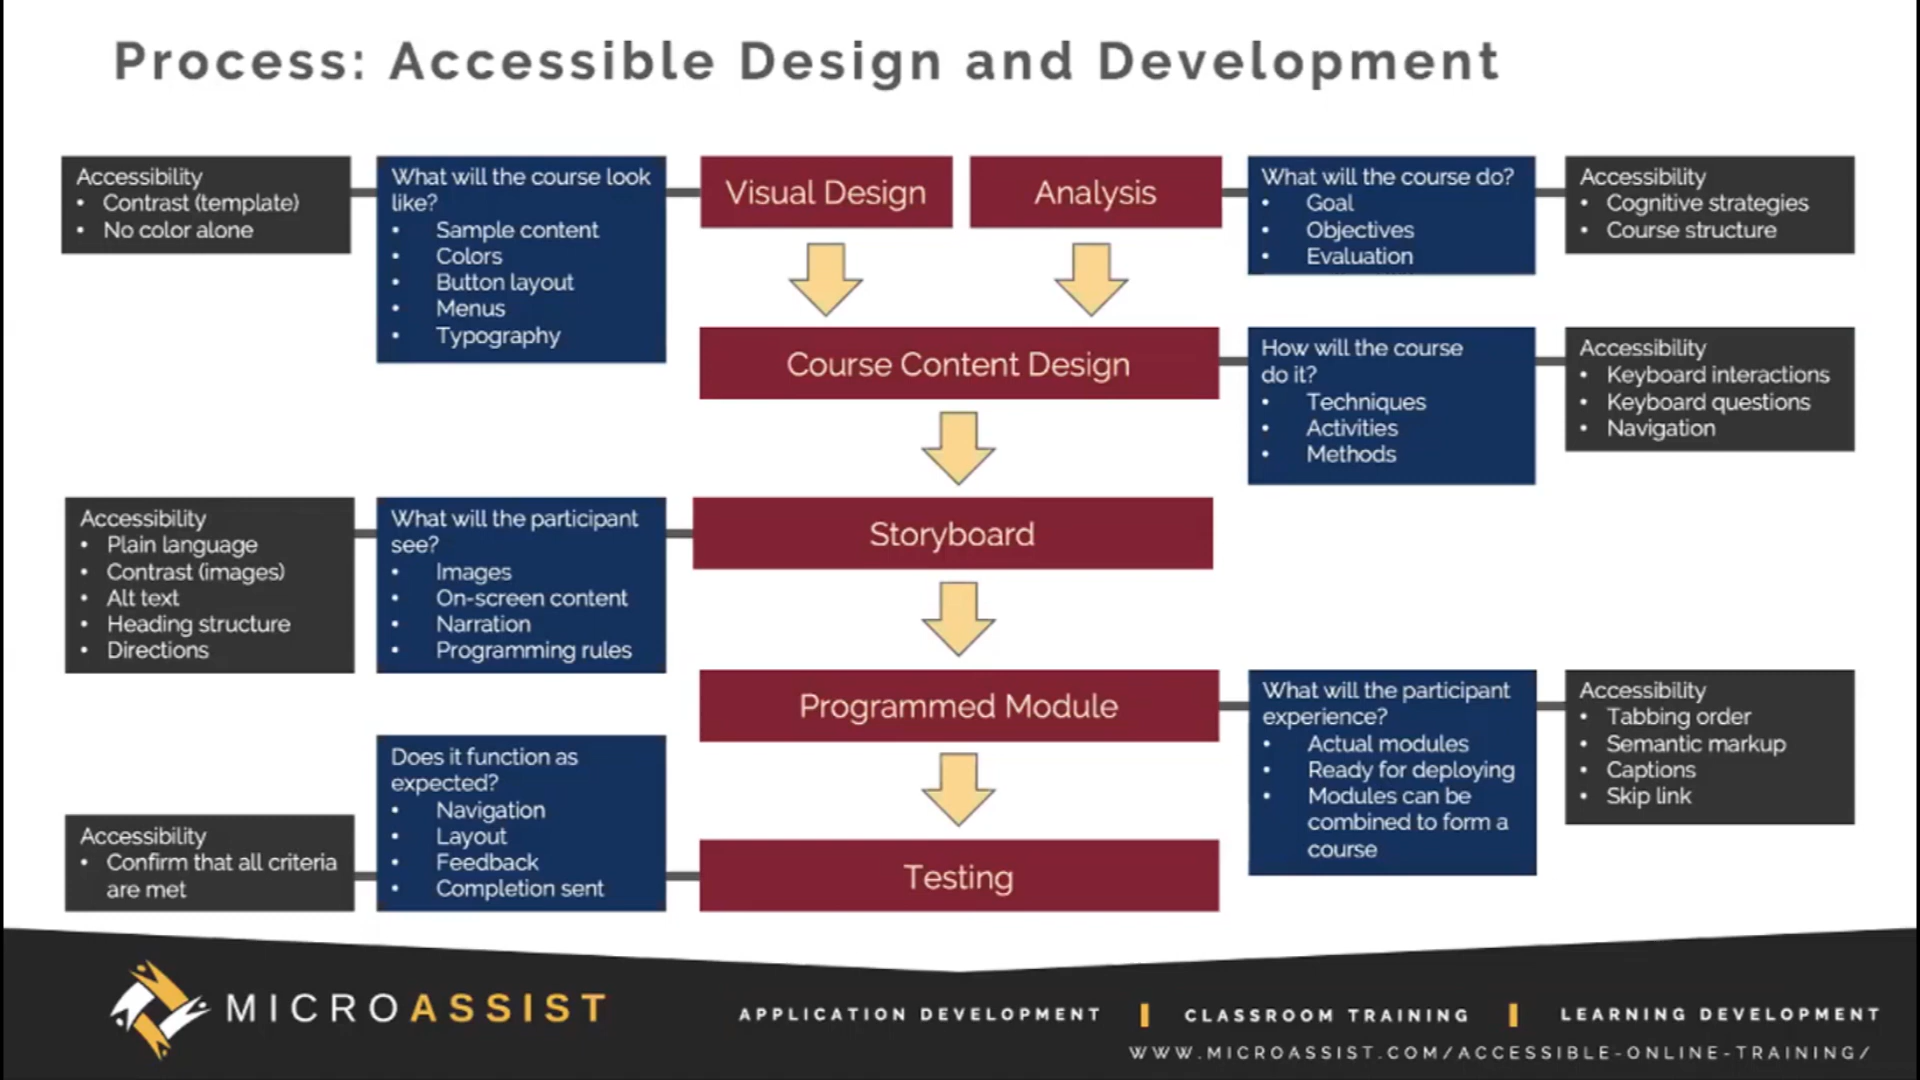 Process: Accessible Design and Development
Accessibility
• Contrast (template)
• No color alone
What will the course look
like?
• Sample content
• Colors
• Button layout
• Menus
• Typography
Visual Design
Analysis
What will the course do?
• Goal
• Objectives
• Evaluation
Accessibility
• Cognitive strategies
• Course structure
Course Content Design
How will the course
do it?
• Techniques
• Activities
• Methods
Accessibility
• Keyboard interactions
• Keyboard questions
• Navigation
Accessibility
• Plain language
• Contrast (images)
• Alt text
• Heading structure
• Directions
What will the participant
see?
• Images
• On-screen content
• Narration
• Programming rules
Storyboard
Programmed Module
What will the participant
experience?
• Actual modules
• Ready for deploying
• Modules can be
combined to form a
course
Accessibility
• Tabbing order
• Semantic markup
• Captions
• Skip link
Accessibility
• Confirm that all criteria
are met
Does it function as
expected?
• Navigation
• Layout
• Feedback
• Completion sent
Testing
MICROASSIST
APPLICATION DEVELOPMENT | CLASSROOM TRAINING | LEARNING DEVELOPMENT
WWW.MICROASSIST.COM/ACCESSIBLE-ONLINE-TRAINING/